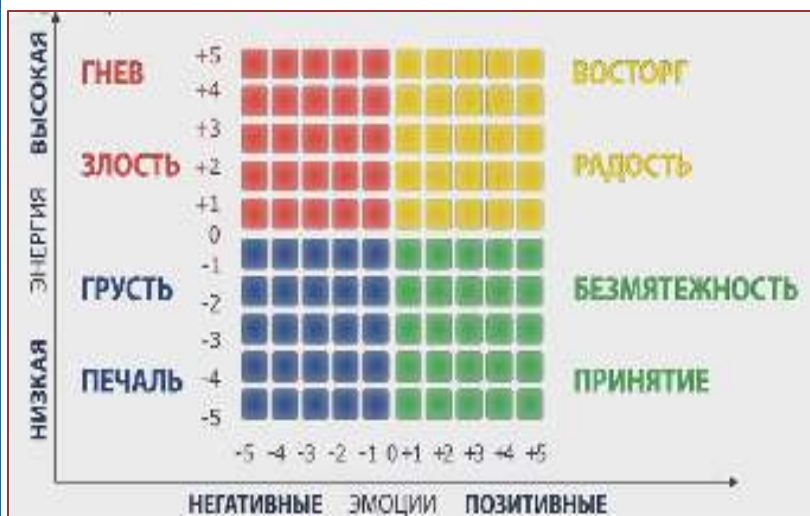 ВЫСОКАЯ
ЭНЕРГИЯ
НИЗКАЯ
ГНЕВ
ЗЛОСТЬ
ГРУСТЬ
ПЕЧАЛЬ
+5
+4
+3
+2
+1
0
-1
-2
-3
-4
-5
ВОСТОРГ
РАДОСТЬ
БЕЗМЯТЕЖНОСТЬ
ПРИНЯТИЕ
-5 -4 -3 -2 -1 0 +1 +2 +3 +4 +5
НЕГАТИВНЫЕ ЭМОЦИИ ПОЗИТИВНЫЕ